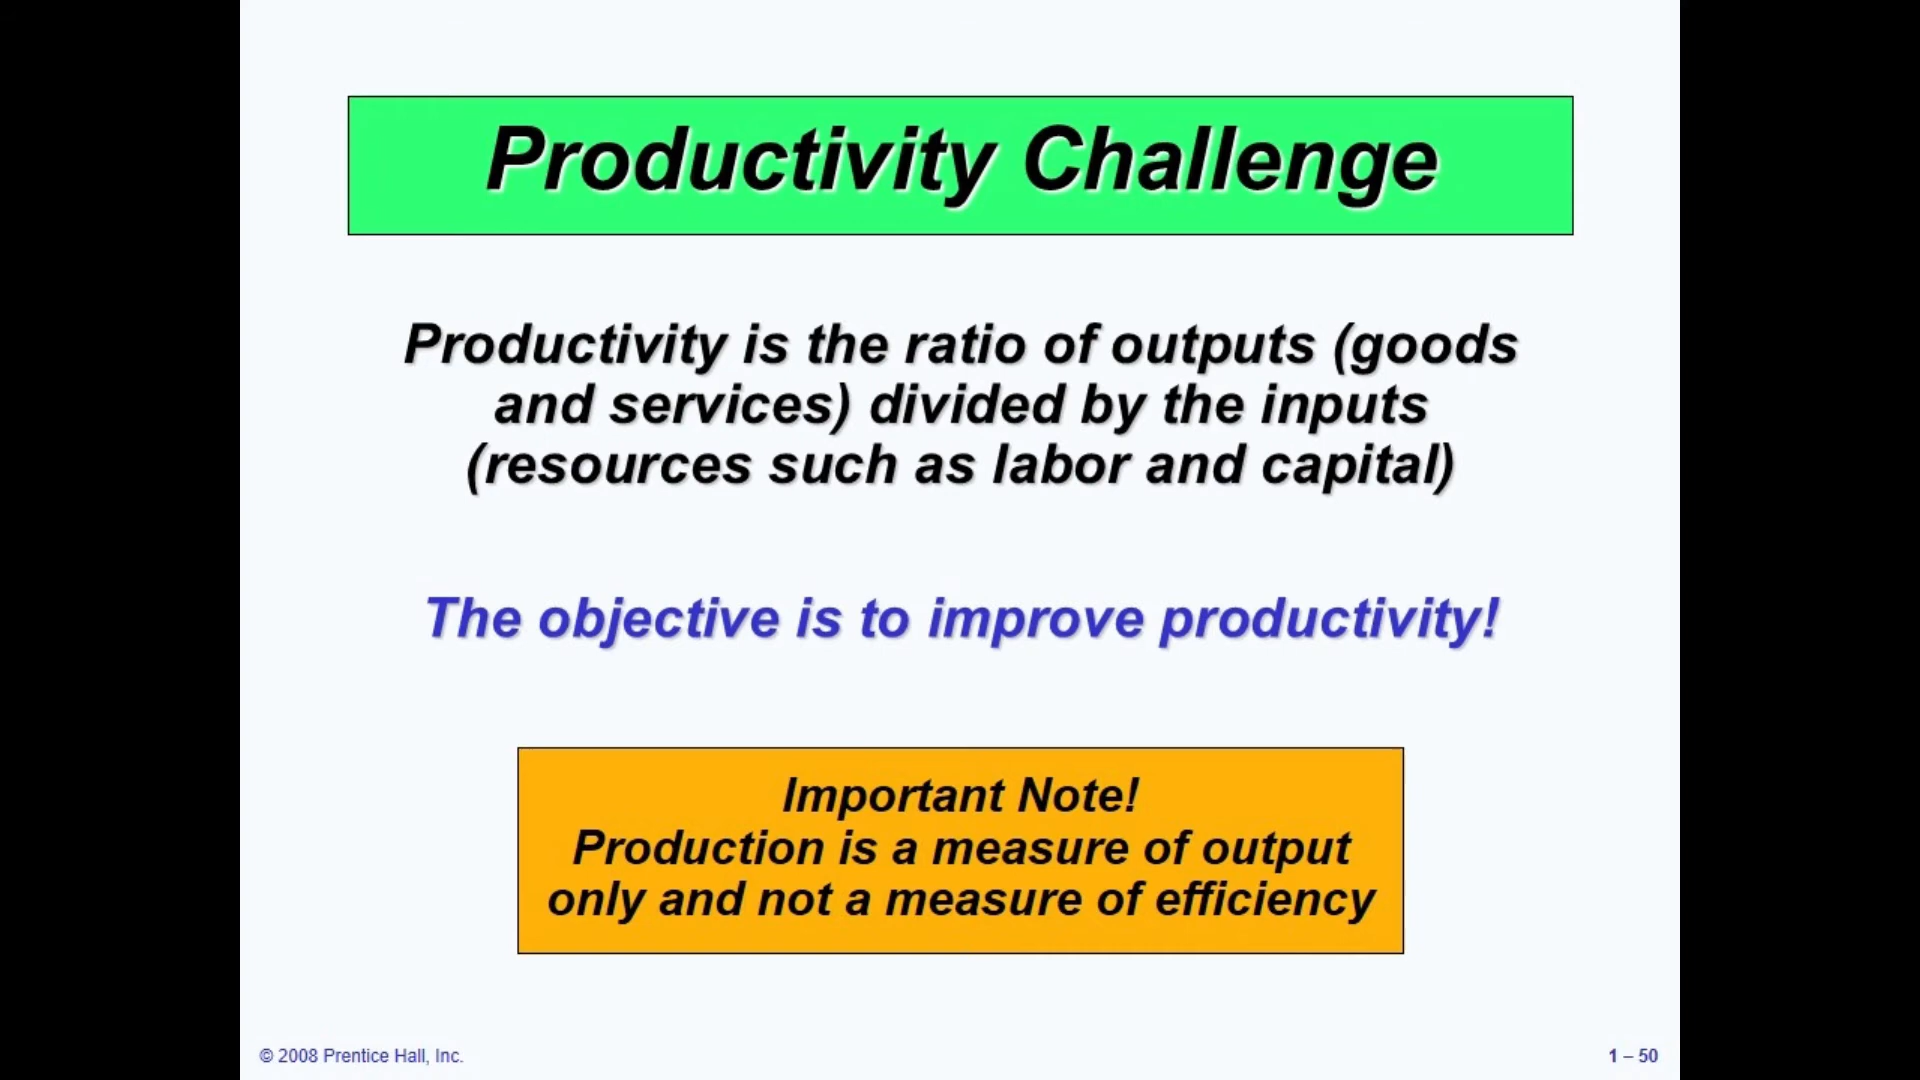 Productivity Challenge
Productivity is the ratio of outputs (goods
and services) divided by the inputs
(resources such as labor and capital)
The objective is to improve productivity!
Important Note!
Production is a measure of output
only and not a measure of efficiency
© 2008 Prentice Hall, Inc.
1 – 50